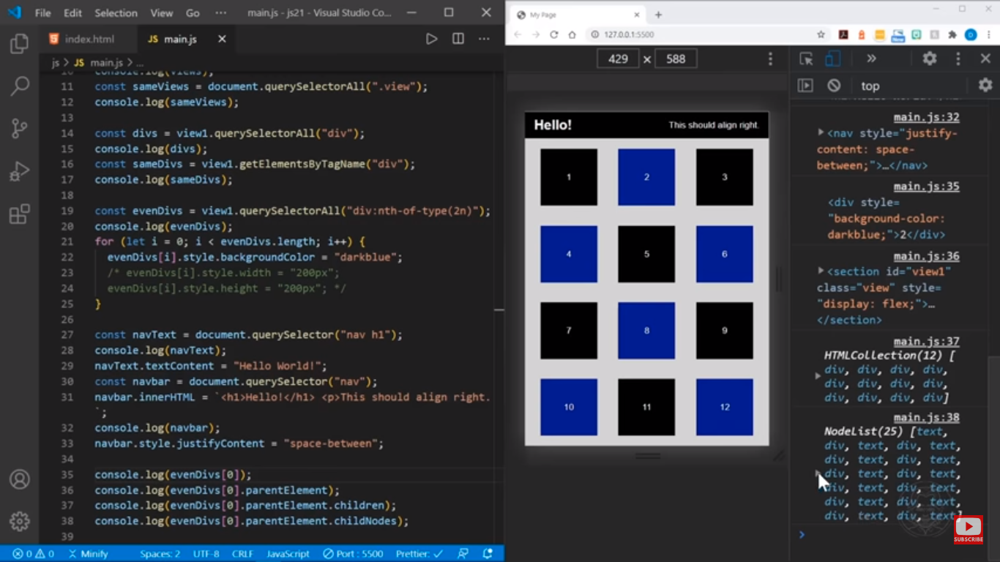 File Edit Selection View Go ··· main.js - js21 - Visual Studio Co...
index.html JS main.js
js > JS main.js > ...
10 console.log(views);
11 const sameViews = document.querySelectorAll(".view");
12 console.log(sameViews);
13
14 const divs = view1.querySelectorAll("div");
15 console.log(divs);
16 const sameDivs = view1.getElementsByTagName("div");
17 console.log(sameDivs);
18
19 const evenDivs = view1.querySelectorAll("div:nth-of-type(2n)");
20 console.log(evenDivs);
21 for (let i = 0; i < evenDivs.length; i++) {
22 evenDivs[i].style.backgroundColor = "darkblue";
23 /* evenDivs[i].style.width = "200px";
24 evenDivs[i].style.height = "200px"; */
25 }
26
27 const navText = document.querySelector("nav h1");
28 console.log(navText);
29 navText.textContent = "Hello World!";
30 const navbar = document.querySelector("nav");
31 navbar.innerHTML = `<h1>Hello!</h1> <p>This should align right.
`;
32 console.log(navbar);
33 navbar.style.justifyContent = "space-between";
34
35 console.log(evenDivs[0]);
36 console.log(evenDivs[0].parentElement);
37 console.log(evenDivs[0].parentElement.children);
38 console.log(evenDivs[0].parentElement.childNodes);
39
0 0 Minify Spaces: 2 UTF-8 CRLF JavaScript Port : 5500 Prettier: ✓
My Page
127.0.0.1:5500
New
429 × 588
Hello! This should align right.
1 2 3
4 5 6
7 8 9
10 11 12
top
main.js:32
<nav style="justify-
content: space-
between;">…</nav>
main.js:35
<div style=
"background-color:
darkblue;">2</div>
main.js:36
<section id="view1"
class="view" style=
"display: flex;">…
</section>
main.js:37
HTMLCollection(12) [
div, div, div, div,
div, div, div, div,
div, div, div, div]
main.js:38
NodeList(25) [text,
div, text, div, text,
div, text, div, text,
div, text, div, text,
div, text, div, text,
div, text, div, text,
div, text, div, text]
SUBSCRIBE